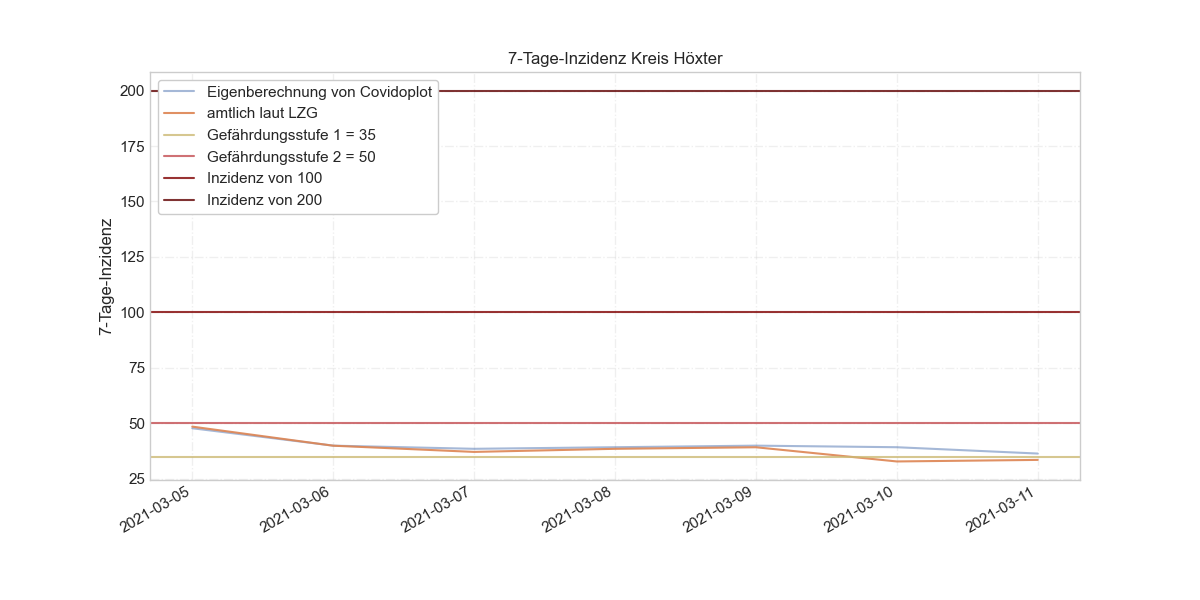 7-Tage-Inzidenz Kreis Höxter
Eigenberechnung von Covidoplot
amtlich laut LZG
Gefährdungsstufe 1 = 35
Gefährdungsstufe 2 = 50
Inzidenz von 100
Inzidenz von 200
7-Tage-Inzidenz
200
175
150
125
100
75
50
25
2021-03-05
2021-03-06
2021-03-07
2021-03-08
2021-03-09
2021-03-10
2021-03-11